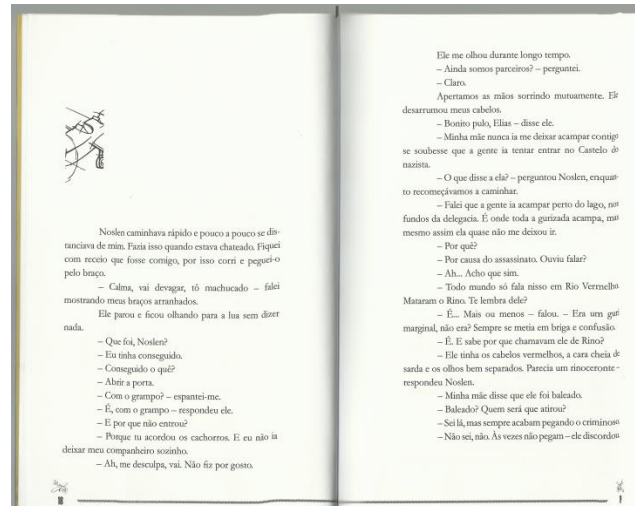 Noslen caminhava rápido e pouco a pouco se dis-
tanciava de mim. Fazia isso quando estava chateado. Fiquei
com receio que fosse comigo, por isso corri e peguei-o
pelo braço.
– Calma, vai devagar, tô machucado – falei
mostrando meus braços arranhados.
Ele parou e ficou olhando para a lua sem dizer
nada.
– Que foi, Noslen?
– Eu tinha conseguido.
– Conseguido o quê?
– Abrir a porta.
– Com o grampo? – espantei-me.
– É, com o grampo – respondeu ele.
– E por que não entrou?
– Porque tu acordou os cachorros. E eu não ia
deixar meu companheiro sozinho.
– Ah, me desculpa, vai. Não fiz por gosto.
Ele me olhou durante longo tempo.
– Ainda somos parceiros? – perguntei.
– Claro.
Apertamos as mãos sorrindo mutuamente. Ele
desarrumou meus cabelos.
– Bonito pulo, Elias – disse ele.
– Minha mãe nunca ia me deixar acampar contigo
se soubesse que a gente ia tentar entrar no Castelo do
nazista.
– O que disse a ela? – perguntou Noslen, enquan-
to recomeçávamos a caminhar.
– Falei que a gente ia acampar perto do lago, nos
fundos da delegacia. É onde toda a gurizada acampa, mas
mesmo assim ela quase não me deixou ir.
– Por quê?
– Por causa do assassinato. Ouviu falar?
– Ah... Acho que sim.
– Todo mundo só fala nisso em Rio Vermelho
Mataram o Rino. Te lembra dele?
– É... Mais ou menos – falou. – Era um guri
marginal, não era? Sempre se metia em briga e confusão.
– É. E sabe por que chamavam ele de Rino?
– Ele tinha os cabelos vermelhos, a cara cheia de
sarda e os olhos bem separados. Parecia um rinoceronte –
respondeu Noslen.
– Minha mãe disse que ele foi baleado.
– Baleado? Quem será que atirou?
– Sei lá, mas sempre acabam pegando o criminoso
– Não sei, não. Às vezes não pegam – ele discordou